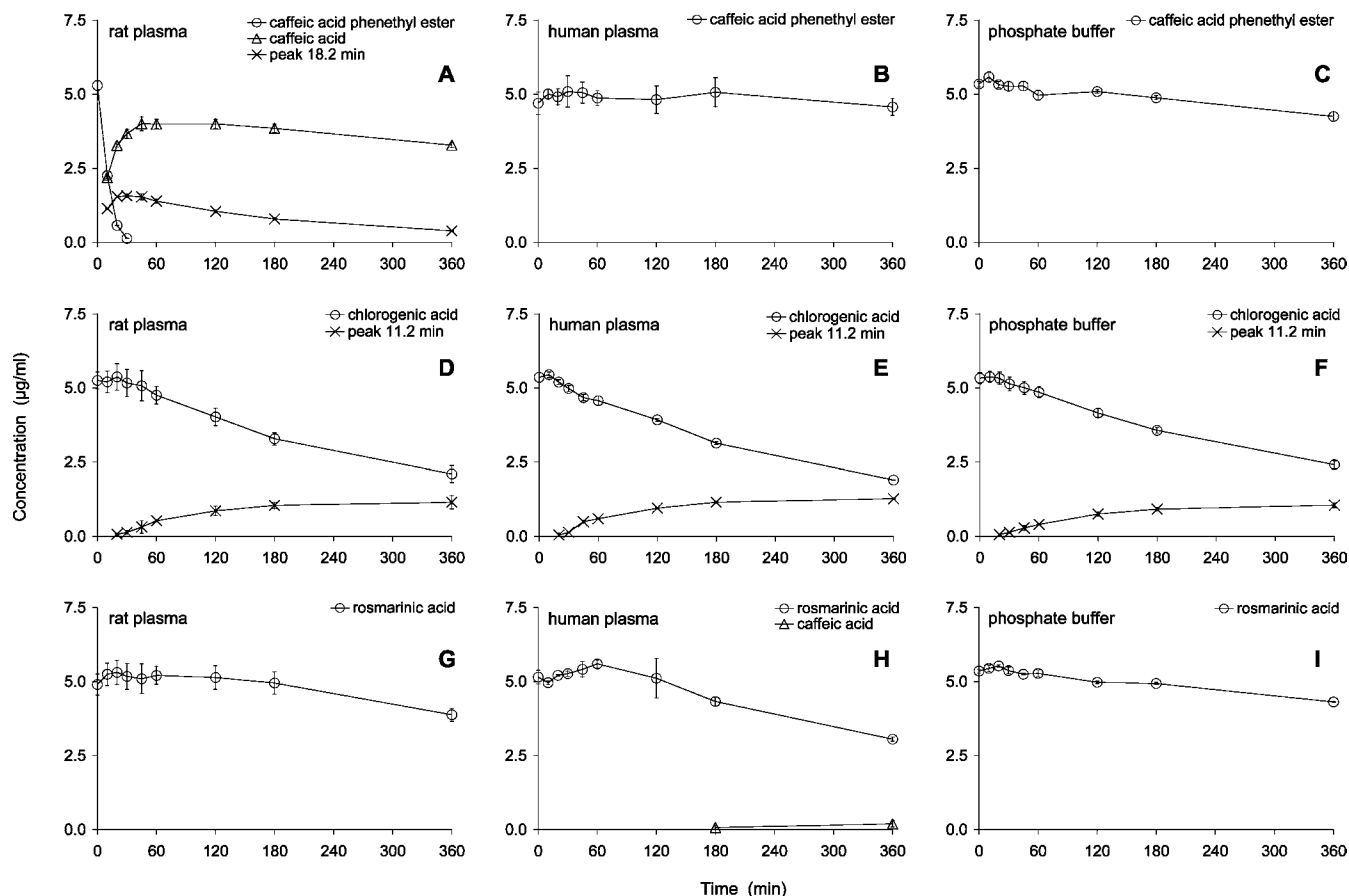 rat plasma
caffeic acid phenethyl ester
caffeic acid
peak 18.2 min
A
7.5
5.0
2.5
0.0
0 60 120 180 240 300 360
human plasma
caffeic acid phenethyl ester
B
7.5
5.0
2.5
0.0
0 60 120 180 240 300 360
phosphate buffer
caffeic acid phenethyl ester
C
7.5
5.0
2.5
0.0
0 60 120 180 240 300 360
Concentration (µg/ml)
rat plasma
chlorogenic acid
peak 11.2 min
D
7.5
5.0
2.5
0.0
0 60 120 180 240 300 360
human plasma
chlorogenic acid
peak 11.2 min
E
7.5
5.0
2.5
0.0
0 60 120 180 240 300 360
phosphate buffer
chlorogenic acid
peak 11.2 min
F
7.5
5.0
2.5
0.0
0 60 120 180 240 300 360
rat plasma
rosmarinic acid
G
7.5
5.0
2.5
0.0
0 60 120 180 240 300 360
human plasma
rosmarinic acid
caffeic acid
H
7.5
5.0
2.5
0.0
0 60 120 180 240 300 360
phosphate buffer
rosmarinic acid
I
7.5
5.0
2.5
0.0
0 60 120 180 240 300 360
Time (min)